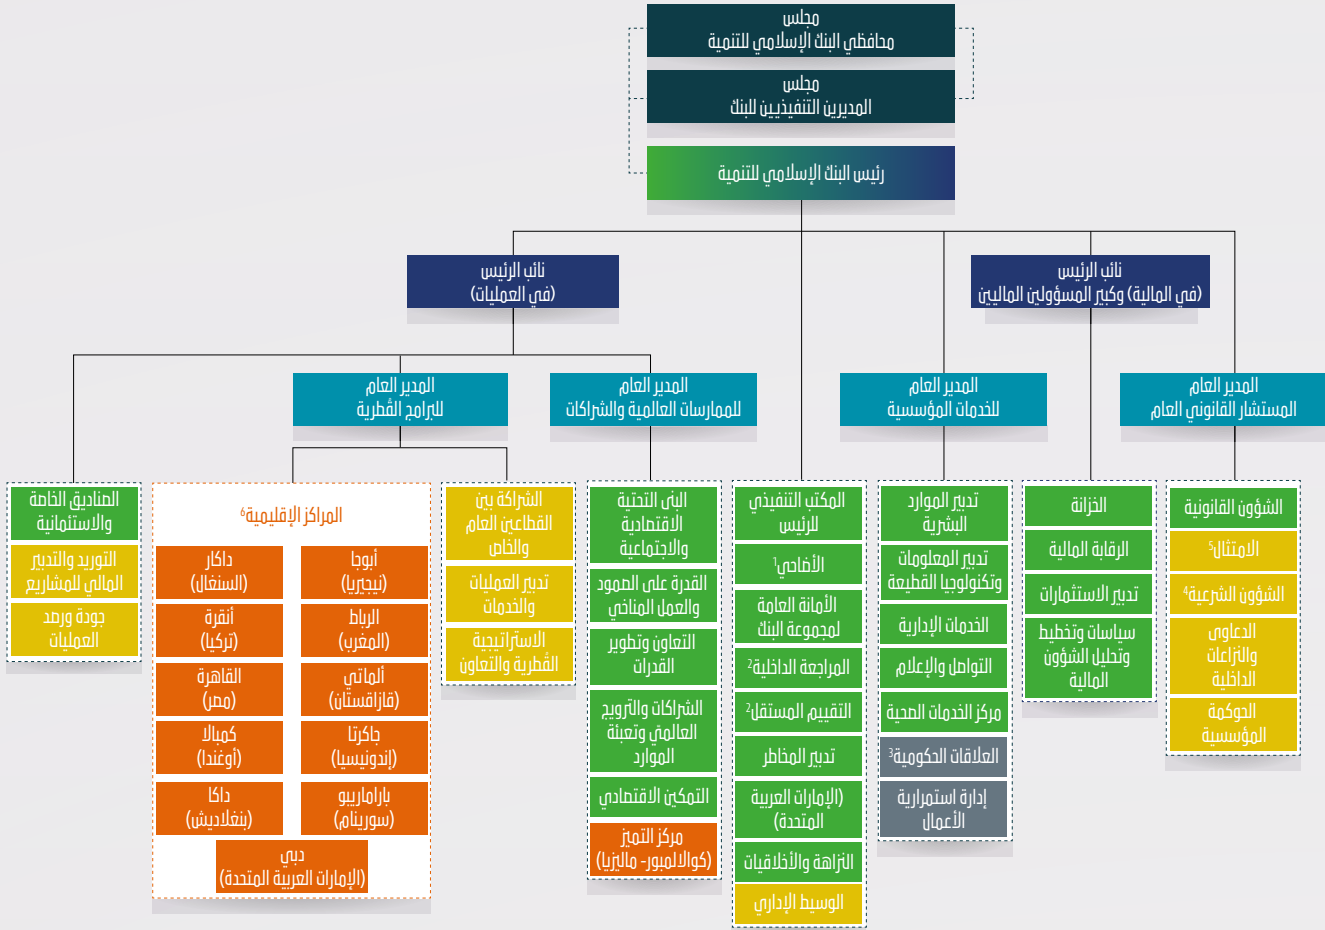 مجلس
محافظي البنك الإسلامي للتنمية
مجلس
المديرين التنفيذيين للبنك
رئيس البنك الإسلامي للتنمية
نائب الرئيس
(في المالية) وكبير المسؤولين الماليين
نائب الرئيس
(في العمليات)
المدير العام
المستشار القانوني العام
المدير العام
للخدمات المؤسسية
المدير العام
للممارسات العالمية والشراكات
المدير العام
للبرامج القُطرية
الشؤون القانونية
الامتثال⁵
الشؤون الشرعية⁴
الدعاوى
والنزاعات
الداخلية
الحوكمة
المؤسسية
الخزانة
الرقابة المالية
تدبير الاستثمارات
سياسات وتخطيط
وتحليل الشؤون
المالية
تدبير الموارد
البشرية
تدبير المعلومات
وتكنولوجيا القطيعة
الخدمات الإدارية
التواصل والإعلام
مركز الخدمات الصحية
العلاقات الحكومية³
إدارة استمرارية
الأعمال
المكتب التنفيذي
للرئيس
الأضاحي¹
الأمانة العامة
لمجموعة البنك
المراجعة الداخلية²
التقييم المستقل²
تدبير المخاطر
(الإمارات العربية
المتحدة)
النزاهة والأخلاقيات
الوسيط الإداري
البنى التحتية
الاقتصادية
والاجتماعية
القدرة على الصمود
والعمل المناخي
التعاون وتطوير
القدرات
الشراكات والترويج
العالمي وتعبئة
الموارد
التمكين الاقتصادي
مركز التميز
(كوالالمبور- ماليزيا)
الشراكة بين
القطاعين العام
والخاص
تدبير العمليات
والخدمات
الاستراتيجية
القُطرية والتعاون
المراكز الإقليمية⁶
أبوجا
(نيجيريا)
داكار
(السنغال)
الرباط
(المغرب)
أنقرة
(تركيا)
ألماتي
(قازاقستان)
القاهرة
(مصر)
جاكرتا
(إندونيسيا)
كمبالا
(أوغندا)
باراماريبو
(سورينام)
داكا
(بنغلاديش)
دبي
(الإمارات العربية المتحدة)
الصناديق الخاصة
والاستئمانية
التوريد والتدبير
المالي للمشاريع
جودة ورصد
العمليات